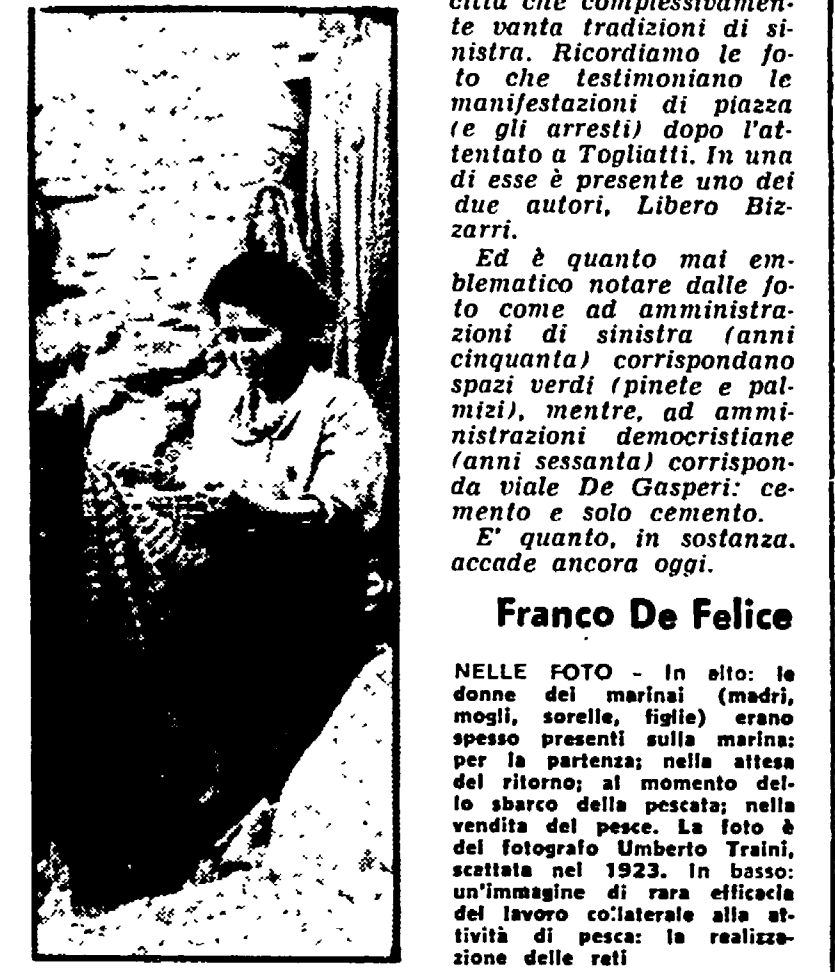 città che complessivamen-
te vanta tradizioni di si-
nistra. Ricordiamo le fo-
to che testimoniano le
manifestazioni di piazza
(e gli arresti) dopo l'at-
tentato a Togliatti. In una
di esse è presente uno dei
due autori, Libero Biz-
zarri.
Ed è quanto mai em-
blematico notare dalle fo-
to come ad amministra-
zioni di sinistra (anni
cinquanta) corrispondano
spazi verdi (pinete e pal-
mizi), mentre, ad ammi-
nistrazioni democristiane
(anni sessanta) corrispon-
da viale De Gasperi: ce-
mento e solo cemento.
E' quanto, in sostanza,
accade ancora oggi.
Franco De Felice
NELLE FOTO - In alto: le
donne dei marinai (madri,
mogli, sorelle, figlie) erano
spesso presenti sulla marina:
per la partenza; nella attesa
del ritorno; al momento del-
lo sbarco della pescata; nella
vendita del pesce. La foto è
del fotografo Umberto Traini,
scattata nel 1923. In basso:
un'immagine di rara efficacia
del lavoro collaterale alla at-
tività di pesca: la realizza-
zione delle reti